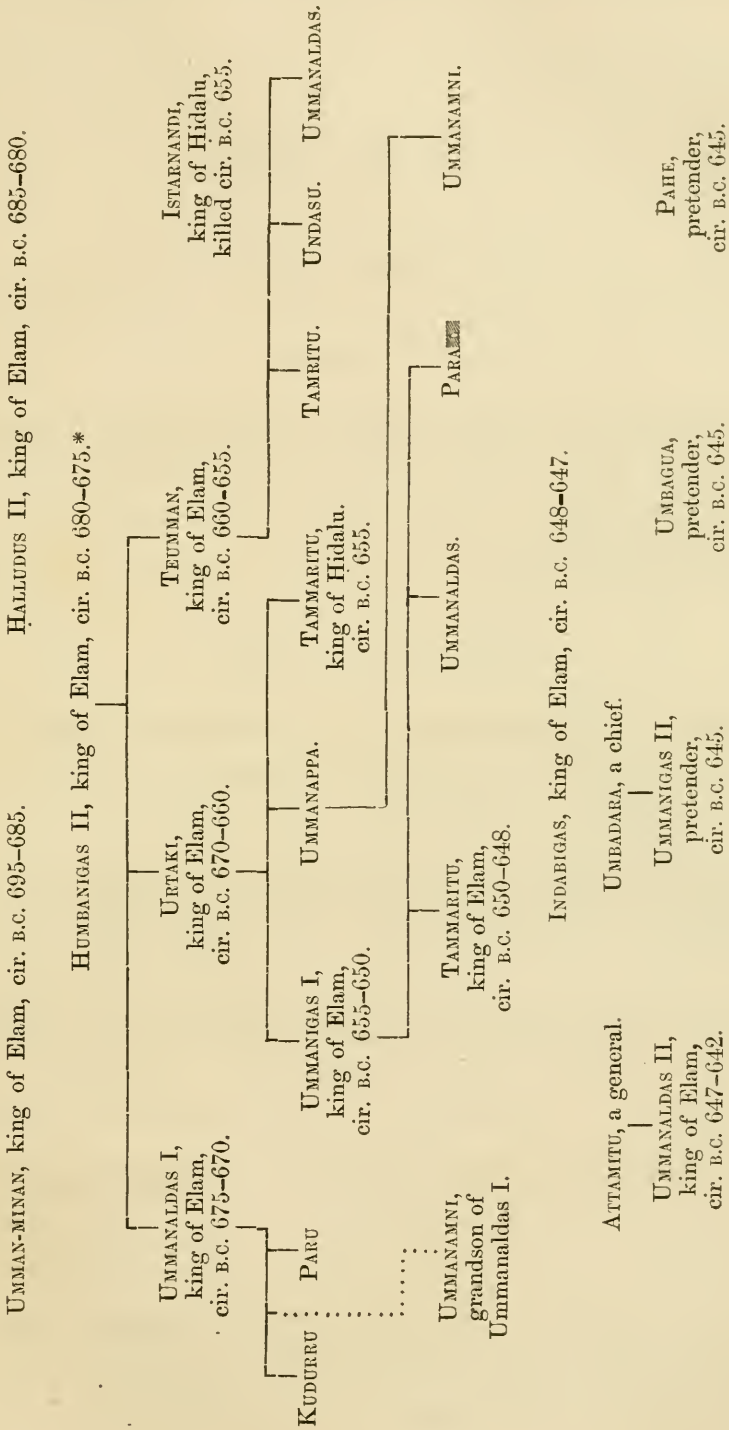 UMMAN-MINAN, king of Elam, cir. B.C. 695–685.
ḤALLUDUS II, king of Elam, cir. B.C. 685–680.
HUMBANIGAS II, king of Elam, cir. B.C. 680–675.*
UMMANALDAS I,
king of Elam,
cir. B.C. 675–670.
URTAKI,
king of Elam,
cir. B.C. 670–660.
TEUMMAN,
king of Elam,
cir. B.C. 660–655.
ISTARNANDI,
king of Hidalu,
killed cir. B.C. 655.
KUDURRU
PARU
UMMANIGAS I,
king of Elam,
cir. B.C. 655–650.
UMMANAPPA.
TAMMARITU,
king of Hidalu.
cir. B.C. 655.
TAMRITU.
UNDASU.
UMMANALDAS.
UMMANAMNI,
grandson of
Ummanaldas I.
TAMMARITU,
king of Elam,
cir. B.C. 650–648.
UMMANALDAS.
PARA
UMMANAMNI.
INDABIGAS, king of Elam, cir. B.C. 648–647.
ATTAMITU, a general.
UMMANALDAS II,
king of Elam,
cir. B.C. 647–642.
UMBADARA, a chief.
UMMANIGAS II,
pretender,
cir. B.C. 645.
UMBAGUA,
pretender,
cir. B.C. 645.
PAHE,
pretender,
cir. B.C. 645.